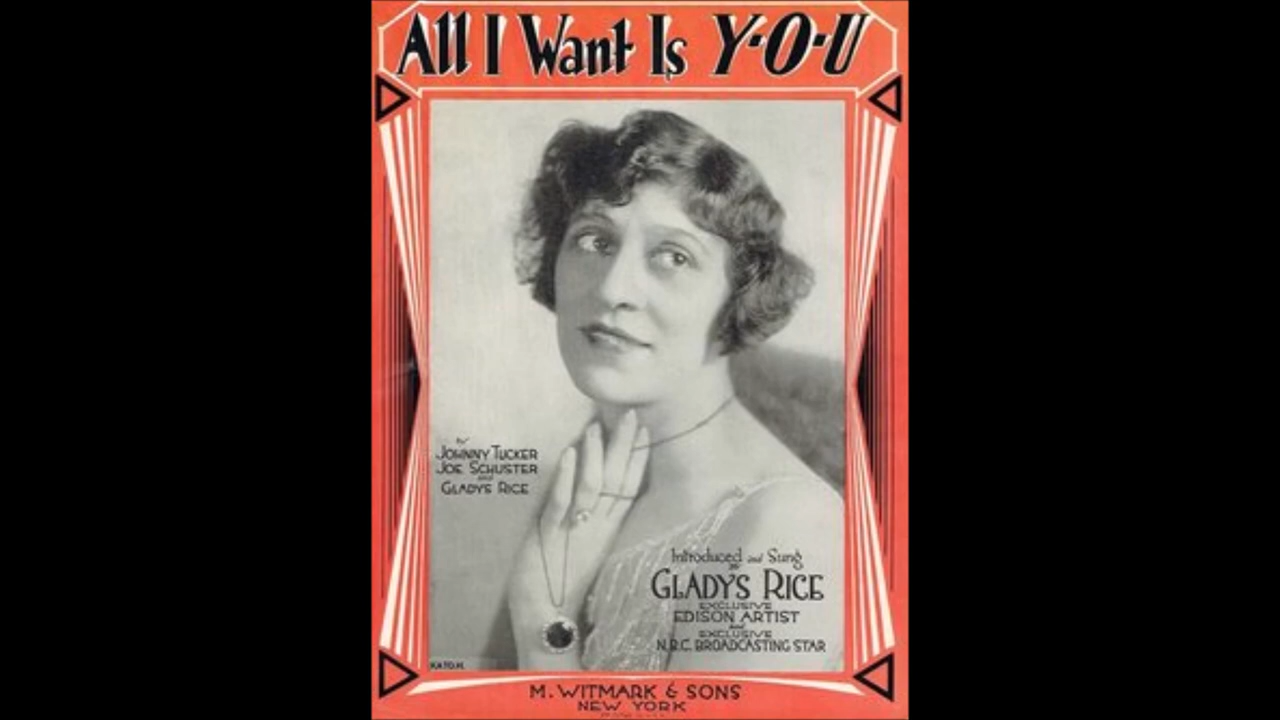 All I Want Is Y-O-U
by
JOHNNY TUCKER
JOE SCHUSTER
and
GLADYS RICE
Introduced and Sung
by
GLADYS RICE
EXCLUSIVE
EDISON ARTIST
and
EXCLUSIVE
N.B.C. BROADCASTING STAR
M. WITMARK & SONS
NEW YORK